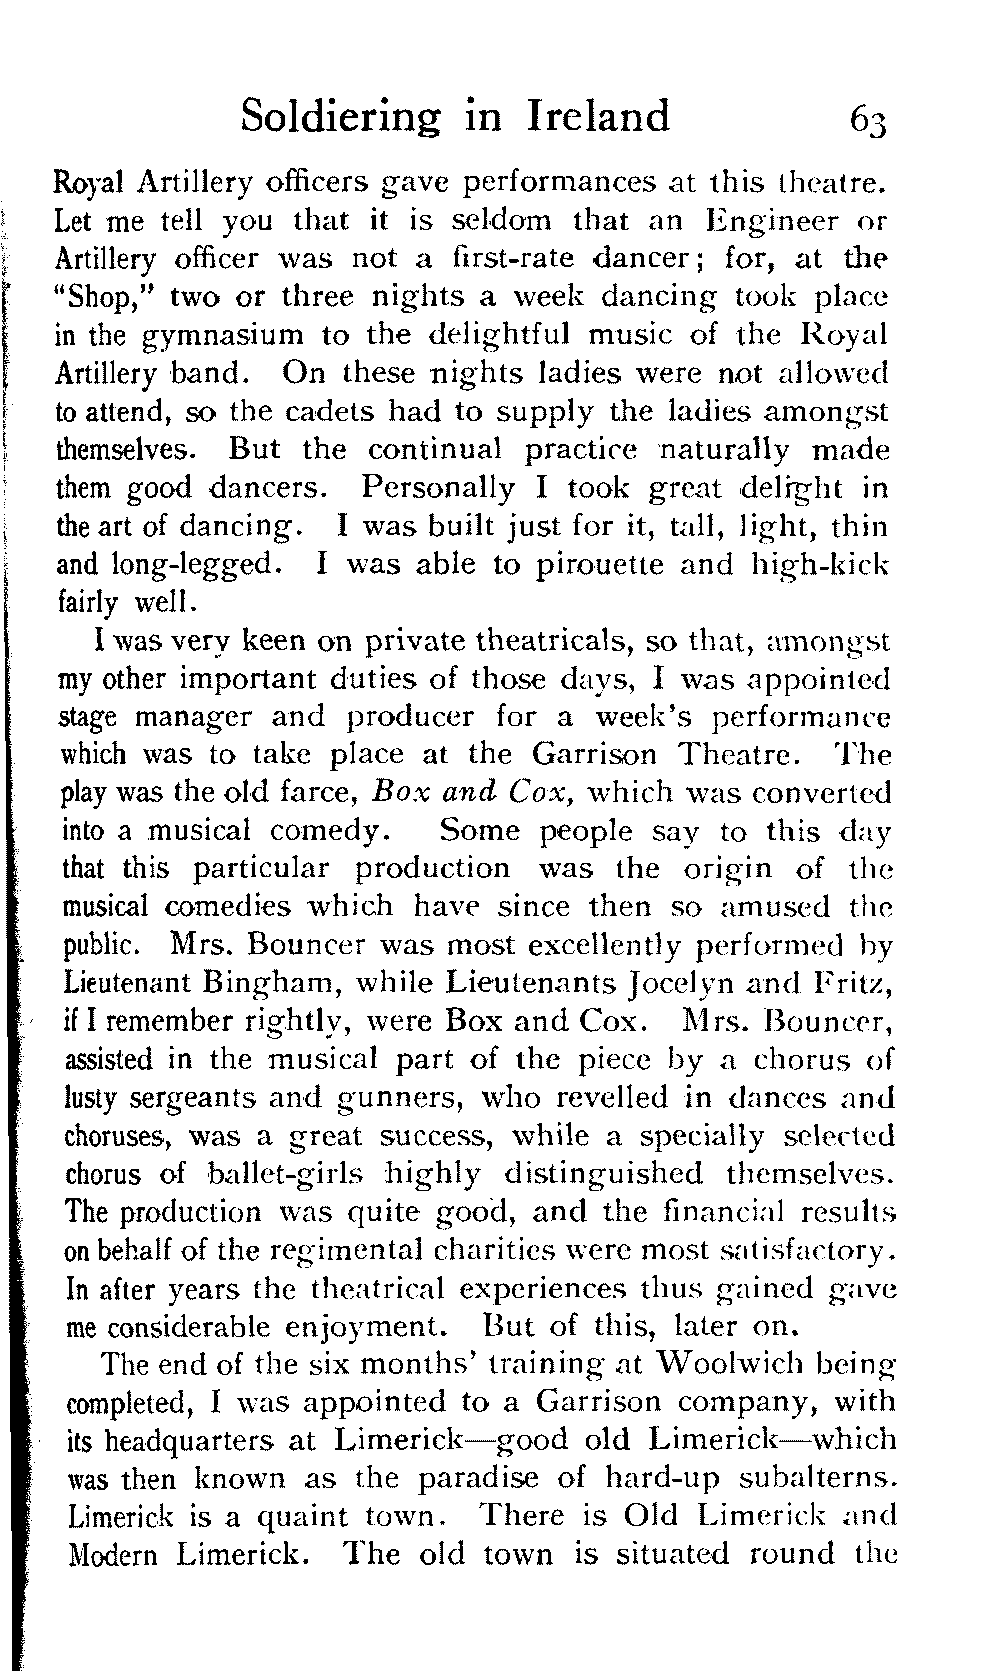 Soldiering in Ireland 63
Royal Artillery officers gave performances at this theatre.
Let me tell you that it is seldom that an Engineer or
Artillery officer was not a first-rate dancer; for, at the
"Shop," two or three nights a week dancing took place
in the gymnasium to the delightful music of the Royal
Artillery band. On these nights ladies were not allowed
to attend, so the cadets had to supply the ladies amongst
themselves. But the continual practice naturally made
them good dancers. Personally I took great delight in
the art of dancing. I was built just for it, tall, light, thin
and long-legged. I was able to pirouette and high-kick
fairly well.
I was very keen on private theatricals, so that, amongst
my other important duties of those days, I was appointed
stage manager and producer for a week's performance
which was to take place at the Garrison Theatre. The
play was the old farce, Box and Cox, which was converted
into a musical comedy. Some people say to this day
that this particular production was the origin of the
musical comedies which have since then so amused the
public. Mrs. Bouncer was most excellently performed by
Lieutenant Bingham, while Lieutenants Jocelyn and Fritz,
if I remember rightly, were Box and Cox. Mrs. Bouncer,
assisted in the musical part of the piece by a chorus of
lusty sergeants and gunners, who revelled in dances and
choruses, was a great success, while a specially selected
chorus of ballet-girls highly distinguished themselves.
The production was quite good, and the financial results
on behalf of the regimental charities were most satisfactory.
In after years the theatrical experiences thus gained gave
me considerable enjoyment. But of this, later on.
The end of the six months' training at Woolwich being
completed, I was appointed to a Garrison company, with
its headquarters at Limerick—good old Limerick—which
was then known as the paradise of hard-up subalterns.
Limerick is a quaint town. There is Old Limerick and
Modern Limerick. The old town is situated round the